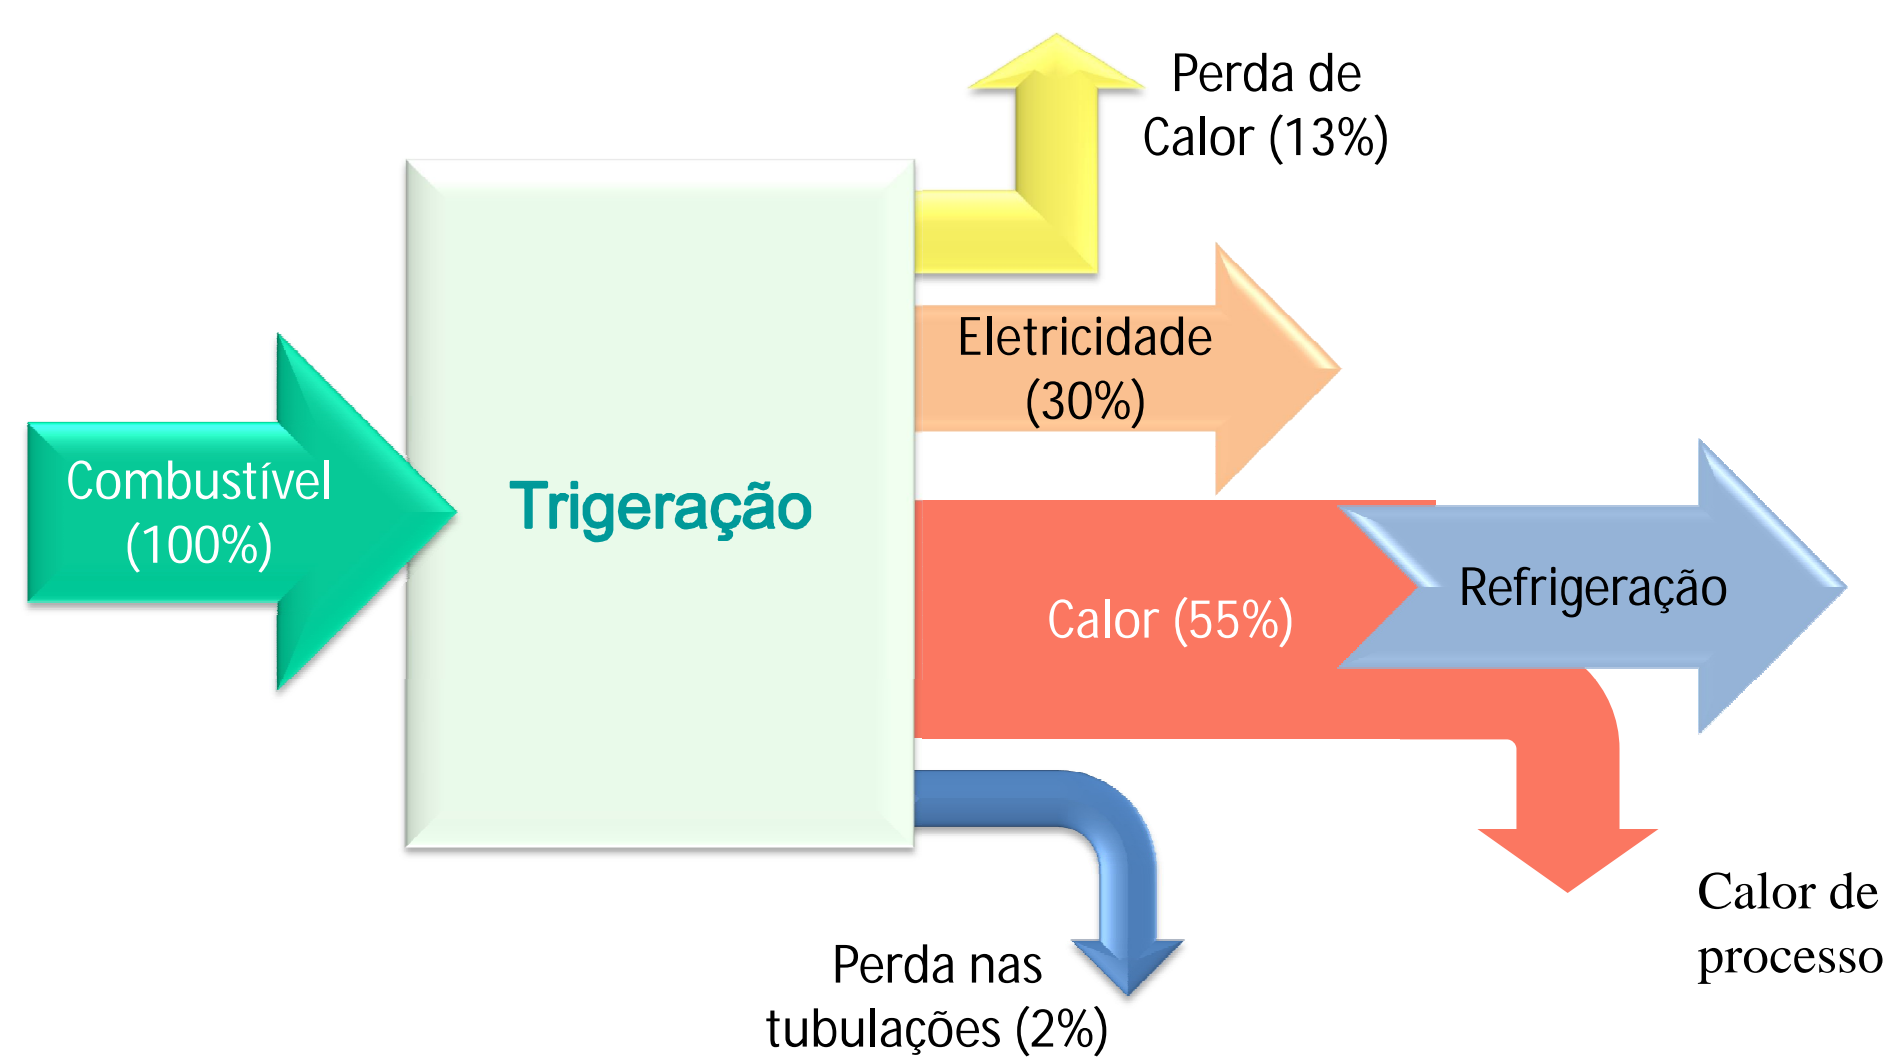 Perda de
Calor (13%)
Eletricidade
(30%)
Combustível
(100%)
Trigeração
Refrigeração
Calor (55%)
Calor de
processo
Perda nas
tubulações (2%)